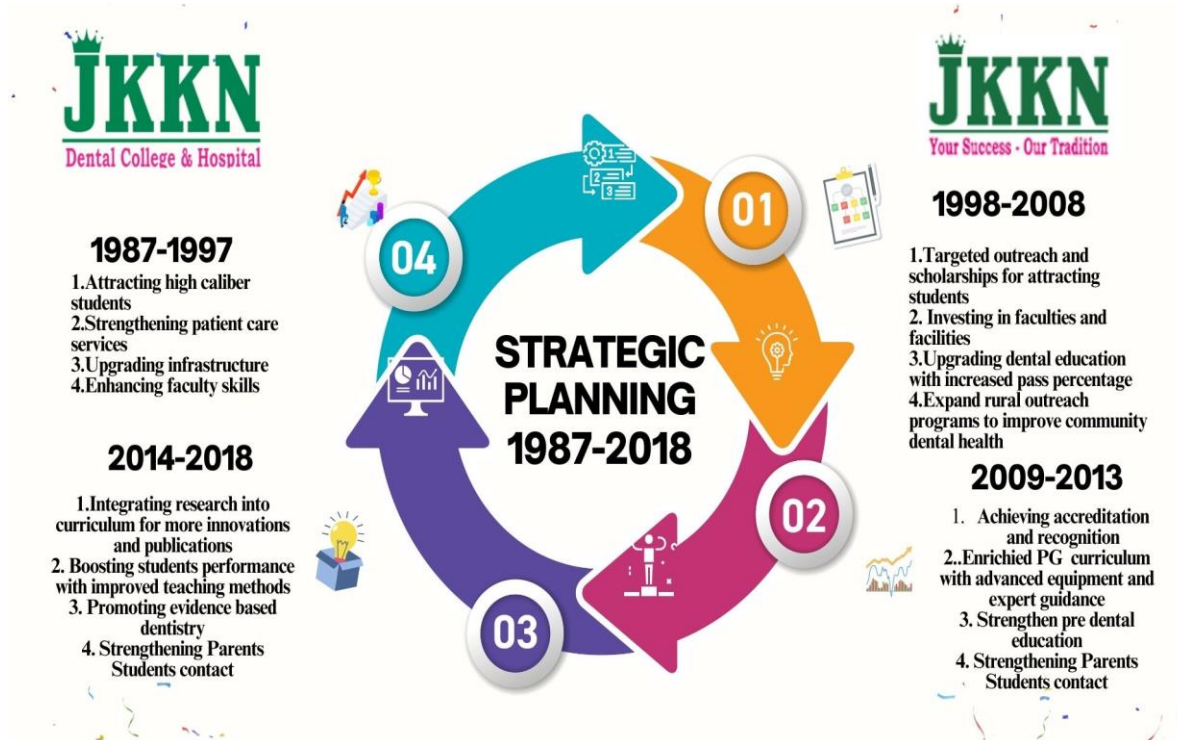 JKKN
Dental College & Hospital
1987-1997
1.Attracting high caliber
students
2.Strengthening patient care
services
3.Upgrading infrastructure
4.Enhancing faculty skills
2014-2018
1.Integrating research into
curriculum for more innovations
and publications
2. Boosting students performance
with improved teaching methods
3. Promoting evidence based
dentistry
4. Strengthening Parents
Students contact
1
2
3
01
02
03
04
STRATEGIC
PLANNING
1987-2018
JKKN
Your Success - Our Tradition
1998-2008
1.Targeted outreach and
scholarships for attracting
students
2. Investing in faculties and
facilities
3.Upgrading dental education
with increased pass percentage
4.Expand rural outreach
programs to improve community
dental health
2009-2013
1. Achieving accreditation
and recognition
2..Enrichied PG curriculum
with advanced equipment and
expert guidance
3. Strengthen pre dental
education
4. Strengthening Parents
Students contact